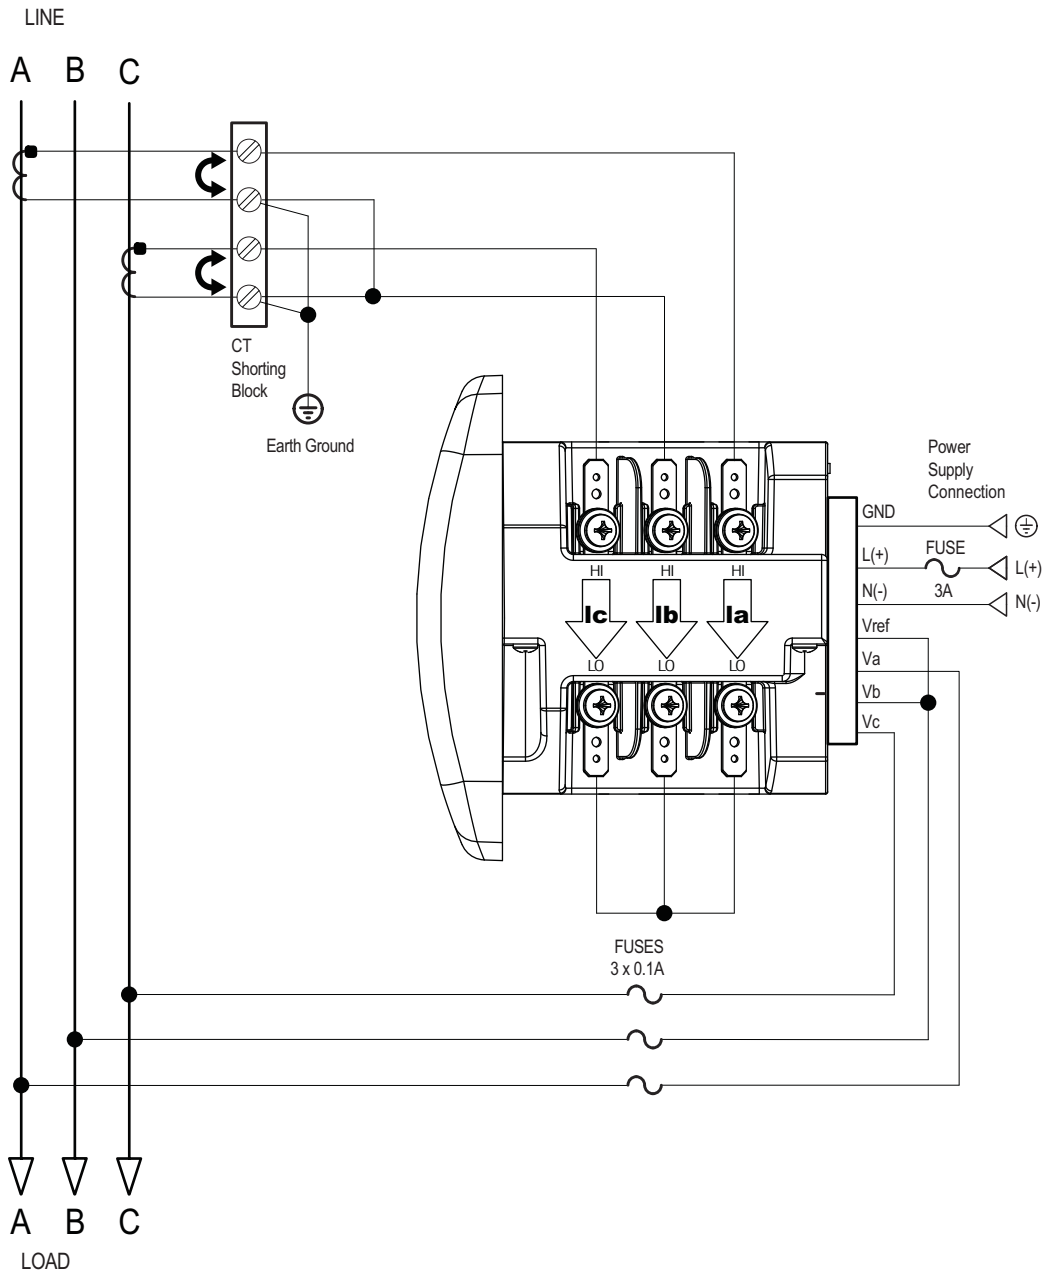 LINE
A B C
CT
Shorting
Block
Earth Ground
Power
Supply
Connection
GND
L(+)
FUSE
L(+)
3A
N(-)
N(-)
Vref
Va
Vb
Vc
HI HI HI
Ic Ib Ia
LO LO LO
FUSES
3 x 0.1A
A B C
LOAD